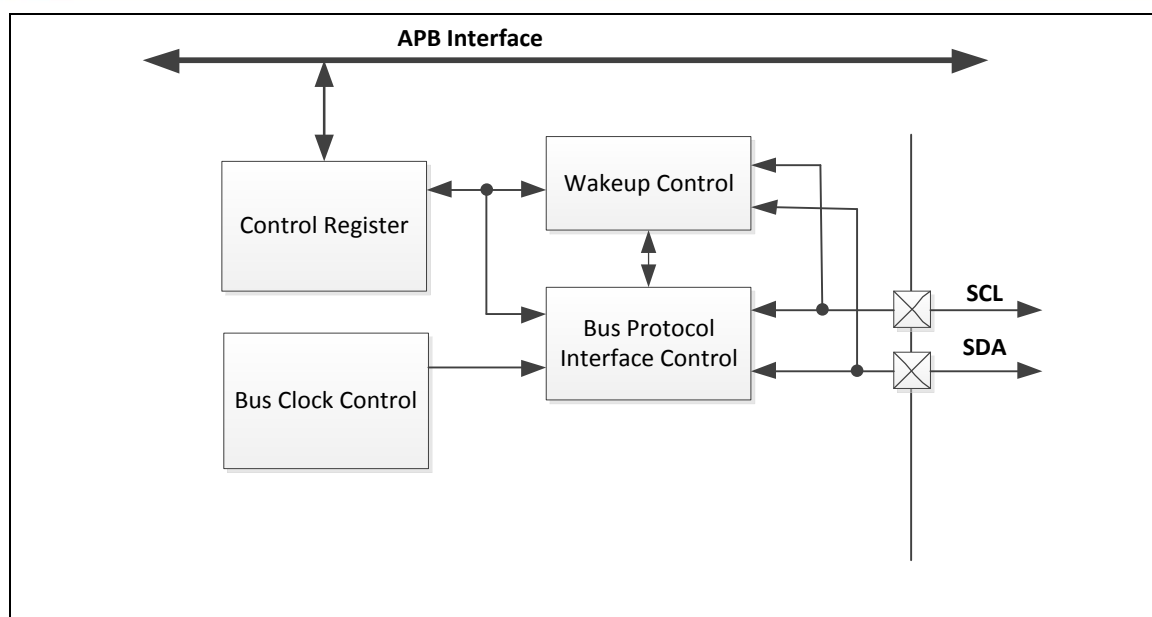 APB Interface
Wakeup Control
Control Register
SCL
Bus Protocol
Interface Control
SDA
Bus Clock Control